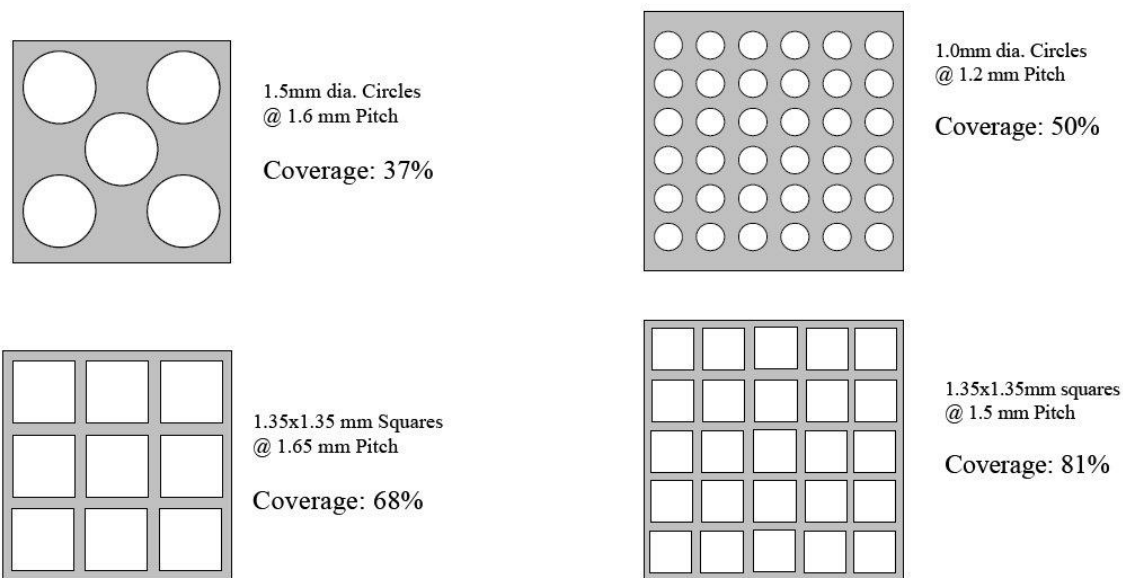 1.5mm dia. Circles
@ 1.6 mm Pitch
Coverage: 37%
1.0mm dia. Circles
@ 1.2 mm Pitch
Coverage: 50%
1.35x1.35 mm Squares
@ 1.65 mm Pitch
Coverage: 68%
1.35x1.35mm squares
@ 1.5 mm Pitch
Coverage: 81%